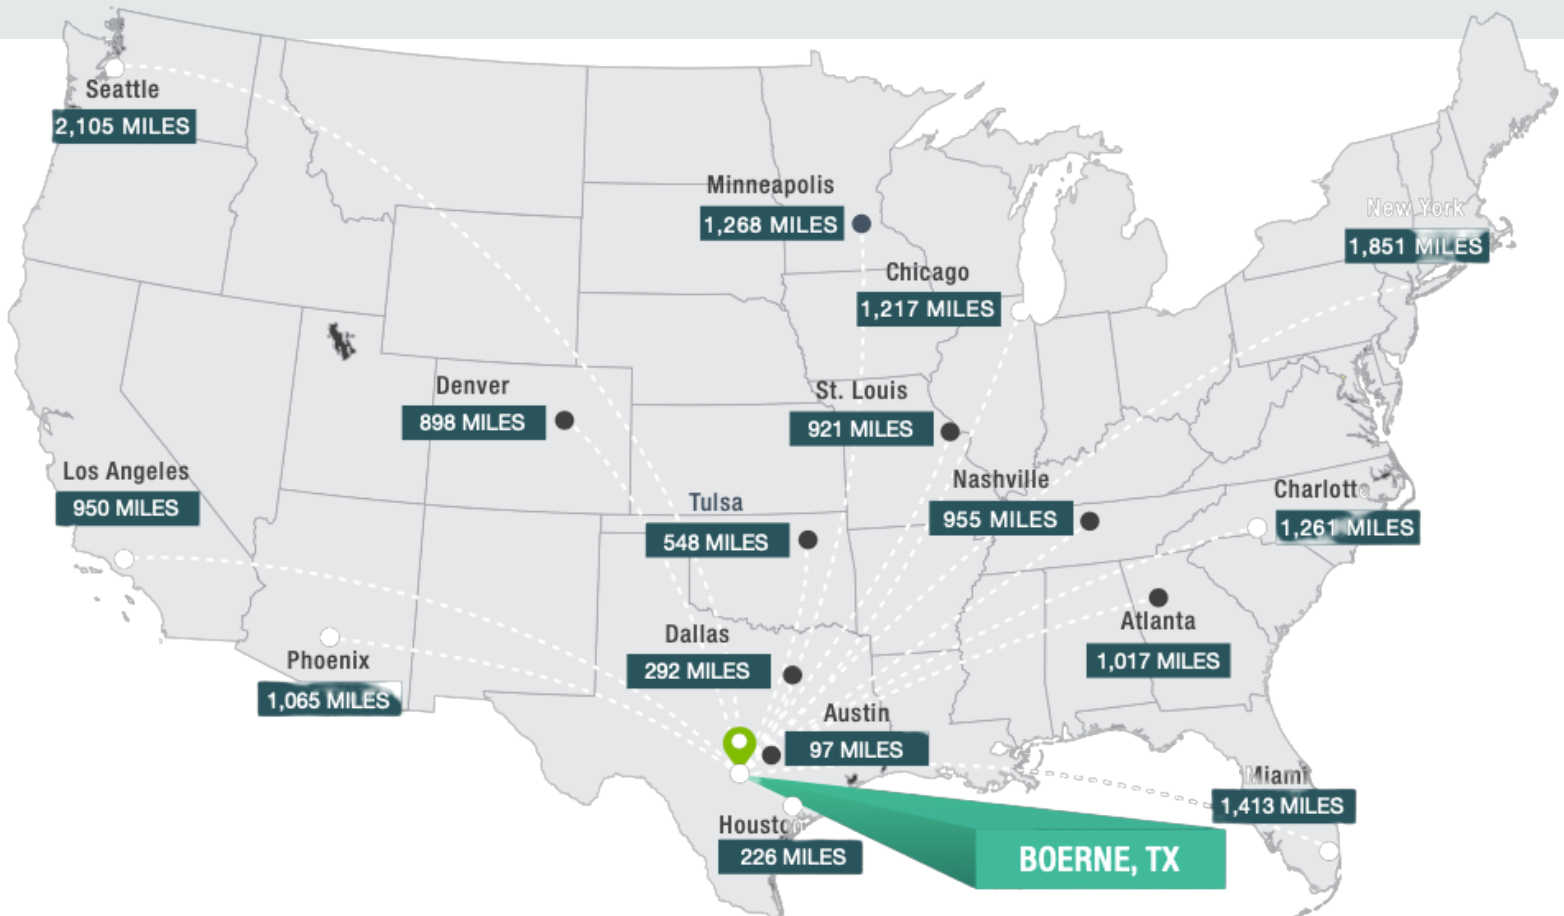 Seattle
2,105 MILES
Minneapolis
1,268 MILES
New York
1,851 MILES
Chicago
1,217 MILES
Denver
898 MILES
St. Louis
921 MILES
Los Angeles
950 MILES
Nashville
955 MILES
Charlotte
1,261 MILES
Tulsa
548 MILES
Atlanta
1,017 MILES
Dallas
292 MILES
Phoenix
1,065 MILES
Austin
97 MILES
Miami
1,413 MILES
Houston
226 MILES
BOERNE, TX